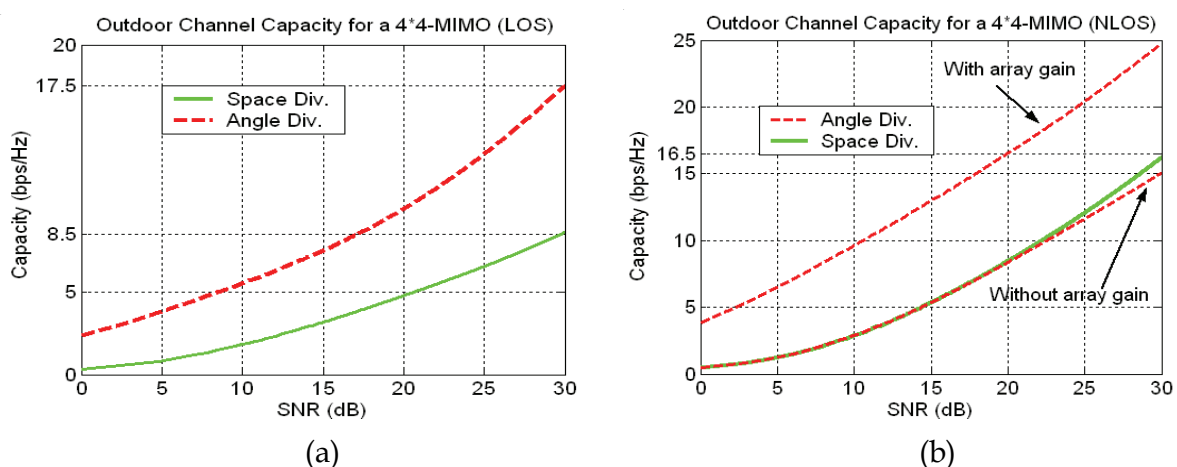 Outdoor Channel Capacity for a 4*4-MIMO (LOS)
20
17.5
8.5
5
0
Capacity (bps/Hz)
Space Div.
Angle Div.
0 5 10 15 20 25 30
SNR (dB)
(a)
Outdoor Channel Capacity for a 4*4-MIMO (NLOS)
25
20
16.5
15
10
5
0
Capacity (bps/Hz)
With array gain
Angle Div.
Space Div.
Without array gain
0 5 10 15 20 25 30
SNR (dB)
(b)